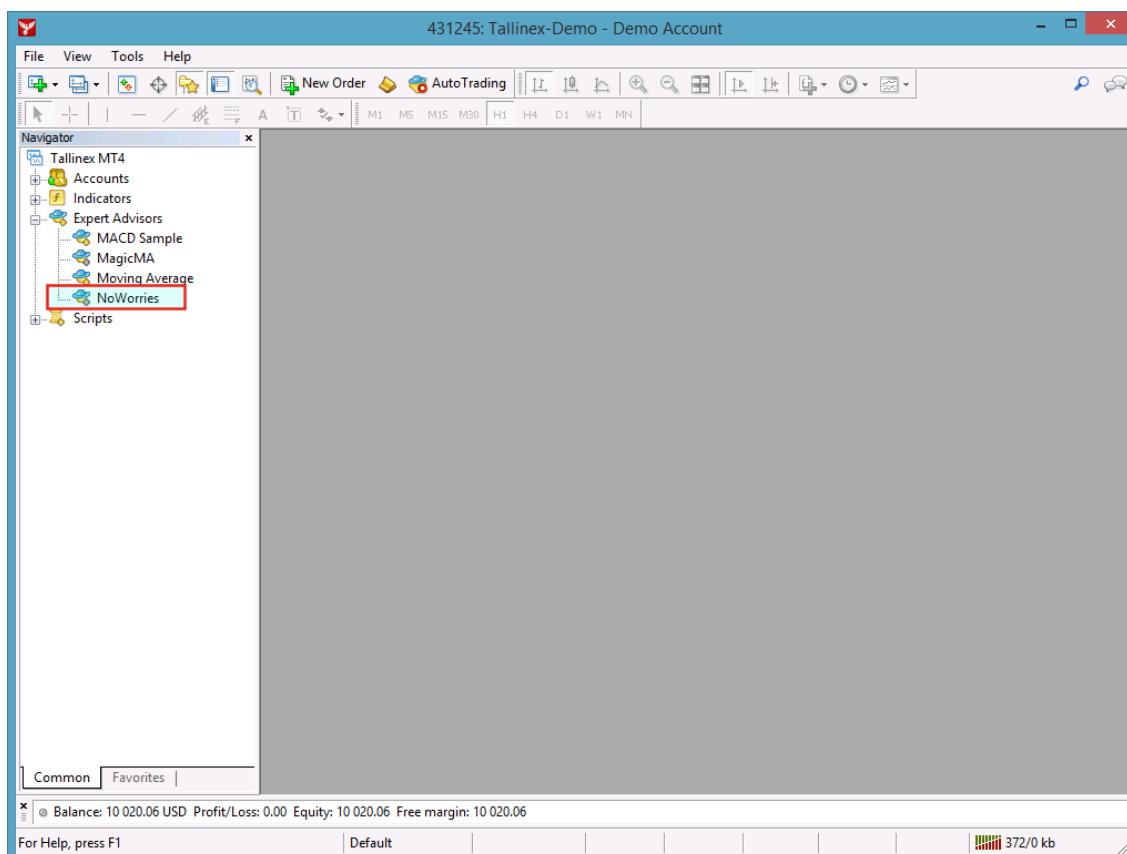 431245: Tallinex-Demo - Demo Account
File View Tools Help
New Order AutoTrading
A T M1 M5 M15 M30 H1 H4 D1 W1 MN
Navigator
Tallinex MT4
Accounts
Indicators
Expert Advisors
MACD Sample
MagicMA
Moving Average
NoWorries
Scripts
Common Favorites
Balance: 10 020.06 USD Profit/Loss: 0.00 Equity: 10 020.06 Free margin: 10 020.06
For Help, press F1 Default 372/0 kb